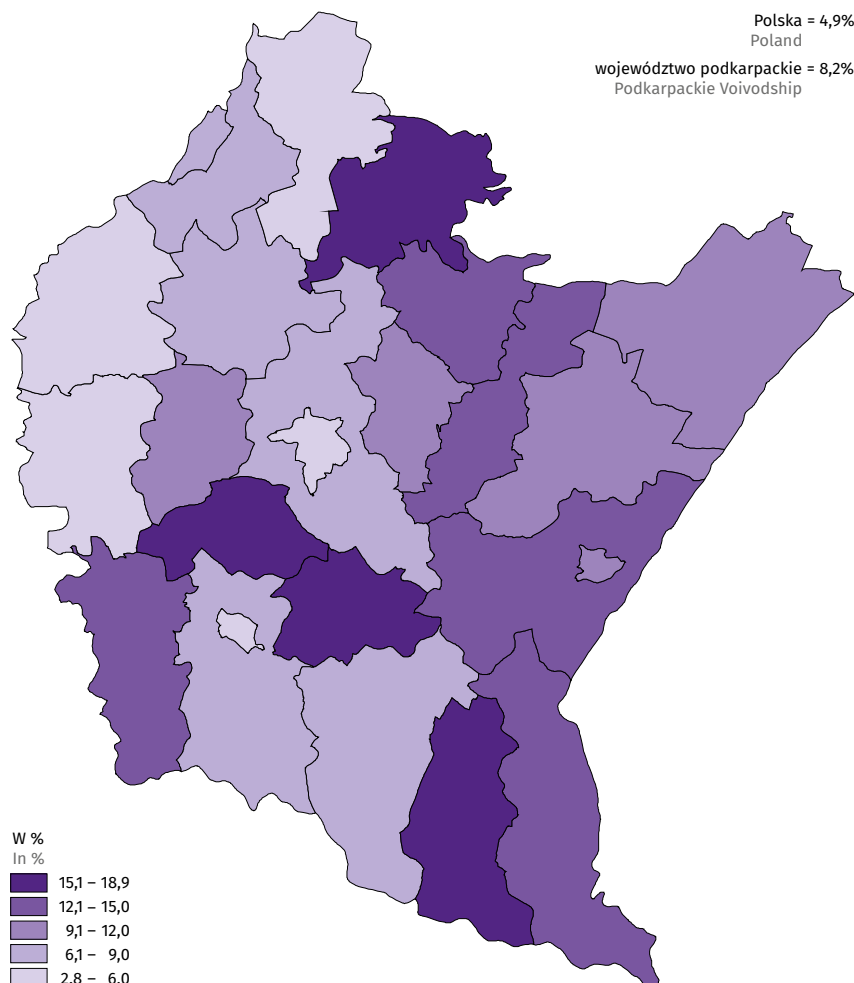 Polska = 4,9%
Poland
województwo podkarpackie = 8,2%
Podkarpackie Voivodship
W %
In %
15,1 – 18,9
12,1 – 15,0
9,1 – 12,0
6,1 – 9,0
2,8 – 6,0